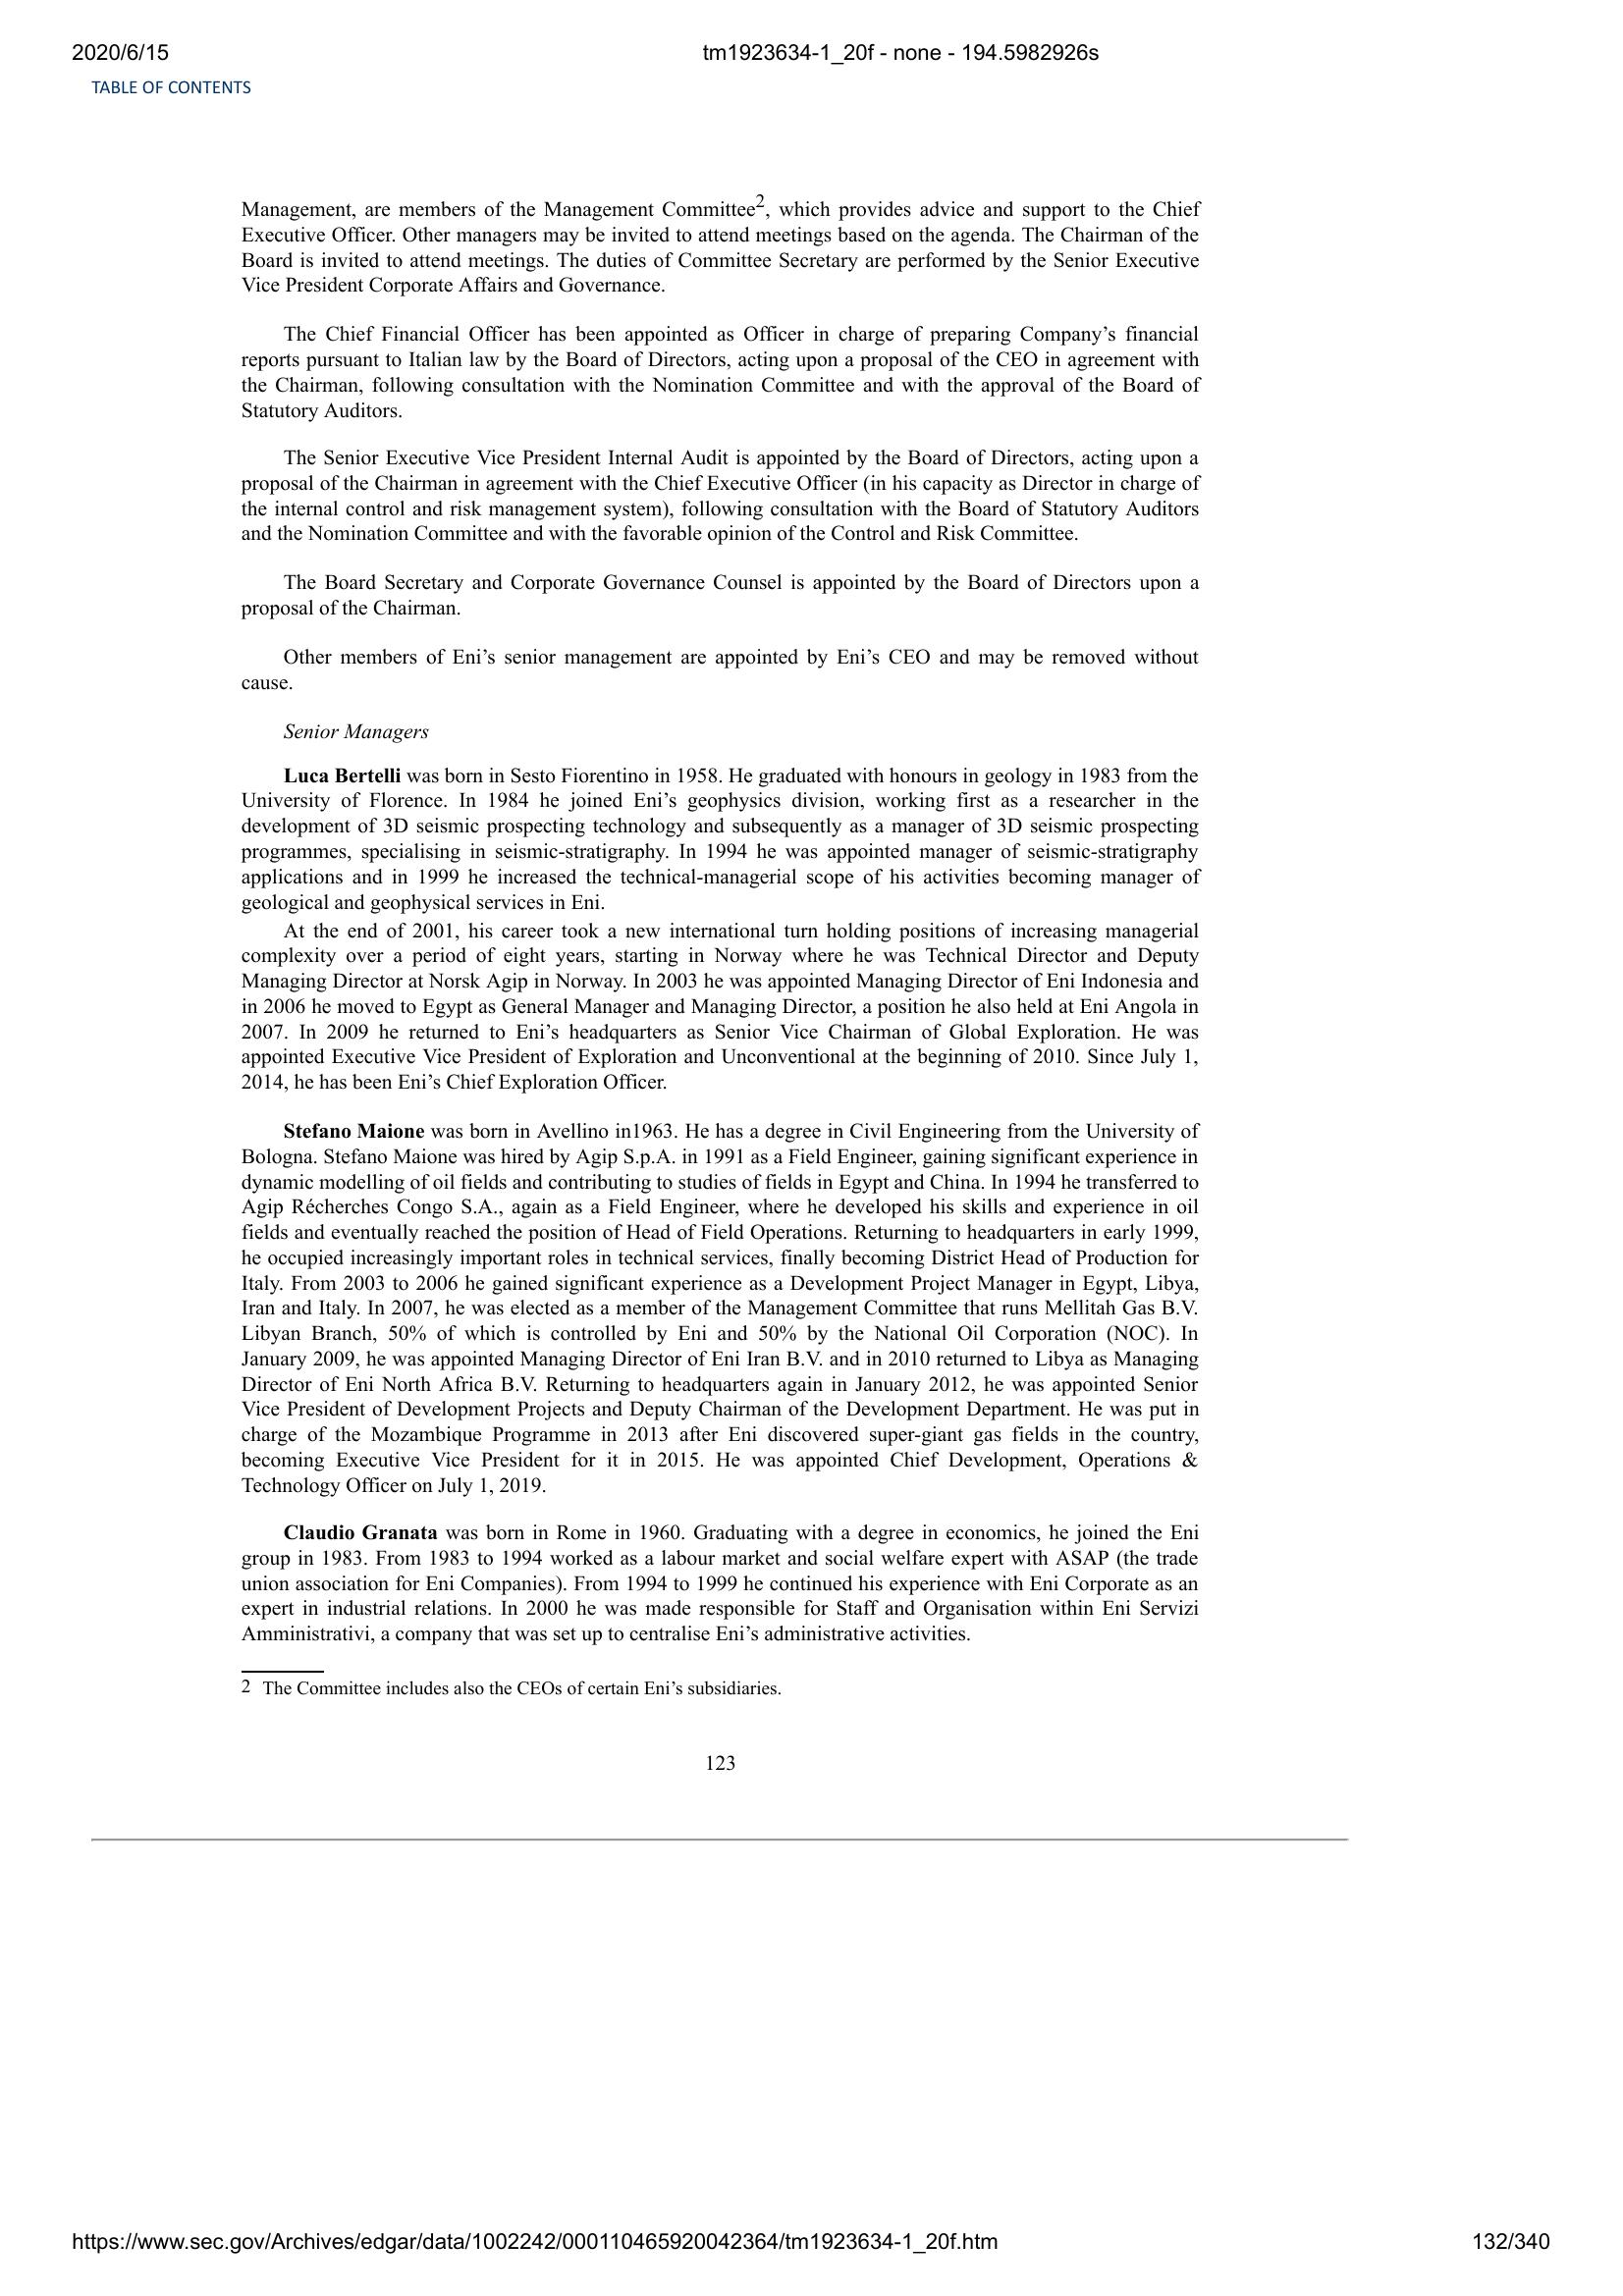 2020/6/15 tm1923634-1_20f - none - 194.5982926s
TABLE OF CONTENTS
Management, are members of the Management Committee2, which provides advice and support to the Chief
Executive Officer. Other managers may be invited to attend meetings based on the agenda. The Chairman of the
Board is invited to attend meetings. The duties of Committee Secretary are performed by the Senior Executive
Vice President Corporate Affairs and Governance.
The Chief Financial Officer has been appointed as Officer in charge of preparing Company’s financial
reports pursuant to Italian law by the Board of Directors, acting upon a proposal of the CEO in agreement with
the Chairman, following consultation with the Nomination Committee and with the approval of the Board of
Statutory Auditors.
The Senior Executive Vice President Internal Audit is appointed by the Board of Directors, acting upon a
proposal of the Chairman in agreement with the Chief Executive Officer (in his capacity as Director in charge of
the internal control and risk management system), following consultation with the Board of Statutory Auditors
and the Nomination Committee and with the favorable opinion of the Control and Risk Committee.
The Board Secretary and Corporate Governance Counsel is appointed by the Board of Directors upon a
proposal of the Chairman.
Other members of Eni’s senior management are appointed by Eni’s CEO and may be removed without
cause.
Senior Managers
Luca Bertelli was born in Sesto Fiorentino in 1958. He graduated with honours in geology in 1983 from the
University of Florence. In 1984 he joined Eni’s geophysics division, working first as a researcher in the
development of 3D seismic prospecting technology and subsequently as a manager of 3D seismic prospecting
programmes, specialising in seismic-stratigraphy. In 1994 he was appointed manager of seismic-stratigraphy
applications and in 1999 he increased the technical-managerial scope of his activities becoming manager of
geological and geophysical services in Eni.
At the end of 2001, his career took a new international turn holding positions of increasing managerial
complexity over a period of eight years, starting in Norway where he was Technical Director and Deputy
Managing Director at Norsk Agip in Norway. In 2003 he was appointed Managing Director of Eni Indonesia and
in 2006 he moved to Egypt as General Manager and Managing Director, a position he also held at Eni Angola in
2007. In 2009 he returned to Eni’s headquarters as Senior Vice Chairman of Global Exploration. He was
appointed Executive Vice President of Exploration and Unconventional at the beginning of 2010. Since July 1,
2014, he has been Eni’s Chief Exploration Officer.
Stefano Maione was born in Avellino in1963. He has a degree in Civil Engineering from the University of
Bologna. Stefano Maione was hired by Agip S.p.A. in 1991 as a Field Engineer, gaining significant experience in
dynamic modelling of oil fields and contributing to studies of fields in Egypt and China. In 1994 he transferred to
Agip Récherches Congo S.A., again as a Field Engineer, where he developed his skills and experience in oil
fields and eventually reached the position of Head of Field Operations. Returning to headquarters in early 1999,
he occupied increasingly important roles in technical services, finally becoming District Head of Production for
Italy. From 2003 to 2006 he gained significant experience as a Development Project Manager in Egypt, Libya,
Iran and Italy. In 2007, he was elected as a member of the Management Committee that runs Mellitah Gas B.V.
Libyan Branch, 50% of which is controlled by Eni and 50% by the National Oil Corporation (NOC). In
January 2009, he was appointed Managing Director of Eni Iran B.V. and in 2010 returned to Libya as Managing
Director of Eni North Africa B.V. Returning to headquarters again in January 2012, he was appointed Senior
Vice President of Development Projects and Deputy Chairman of the Development Department. He was put in
charge of the Mozambique Programme in 2013 after Eni discovered super-giant gas fields in the country,
becoming Executive Vice President for it in 2015. He was appointed Chief Development, Operations &
Technology Officer on July 1, 2019.
Claudio Granata was born in Rome in 1960. Graduating with a degree in economics, he joined the Eni
group in 1983. From 1983 to 1994 worked as a labour market and social welfare expert with ASAP (the trade
union association for Eni Companies). From 1994 to 1999 he continued his experience with Eni Corporate as an
expert in industrial relations. In 2000 he was made responsible for Staff and Organisation within Eni Servizi
Amministrativi, a company that was set up to centralise Eni’s administrative activities.
2 The Committee includes also the CEOs of certain Eni’s subsidiaries.
123
https://www.sec.gov/Archives/edgar/data/1002242/000110465920042364/tm1923634-1_20f.htm 132/340